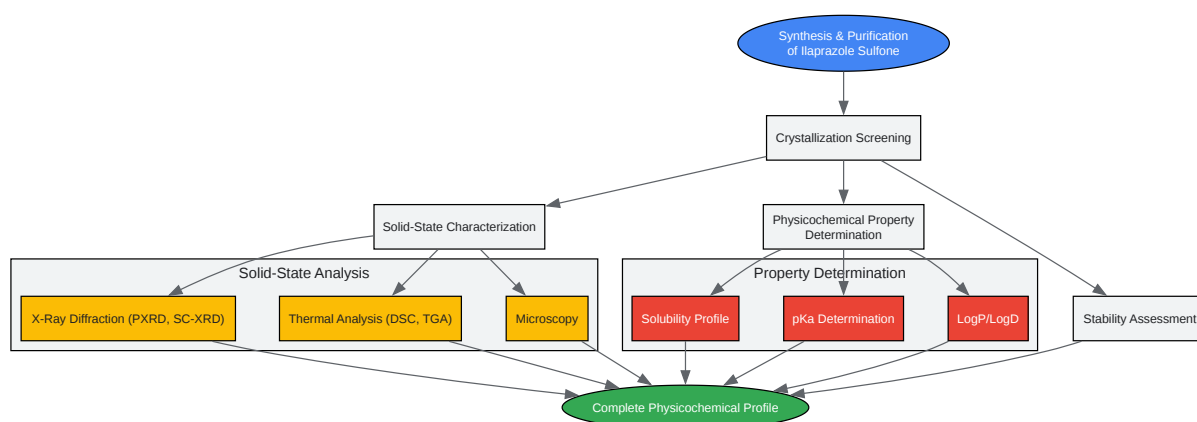 Synthesis & Purification
of Ilaprazole Sulfone
Crystallization Screening
Solid-State Characterization
Physicochemical Property
Determination
Solid-State Analysis
Property Determination
X-Ray Diffraction (PXRD, SC-XRD)
Thermal Analysis (DSC, TGA)
Microscopy
Solubility Profile
pKa Determination
LogP/LogD
Stability Assessment
Complete Physicochemical Profile